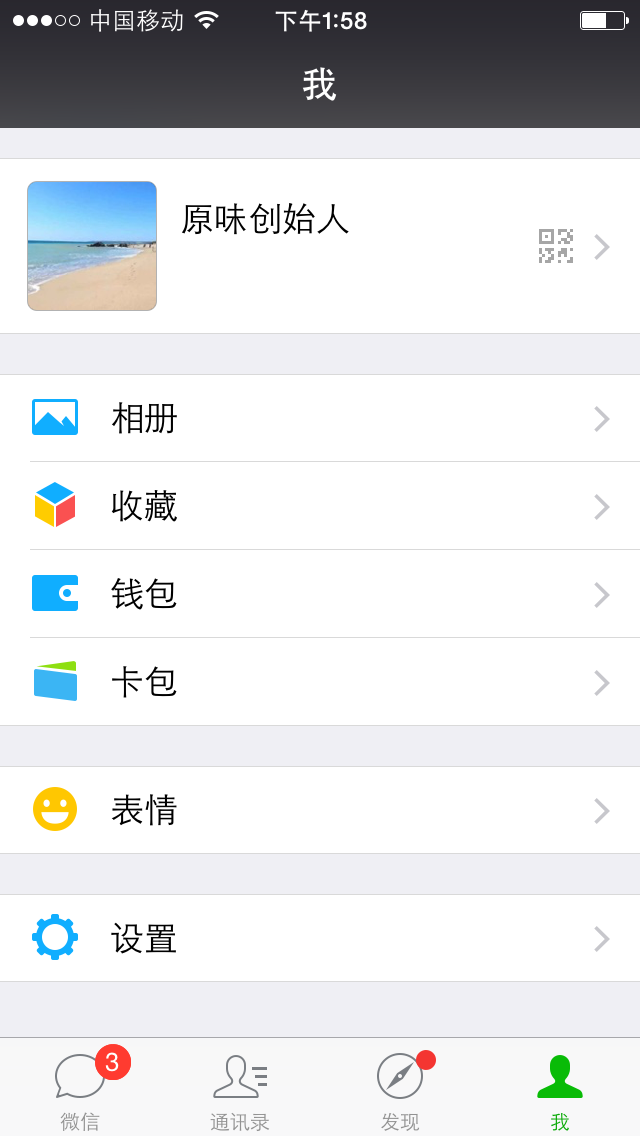 中国移动 下午1:58
我
原味创始人
相册
收藏
钱包
卡包
表情
设置
3
微信 通讯录 发现 我